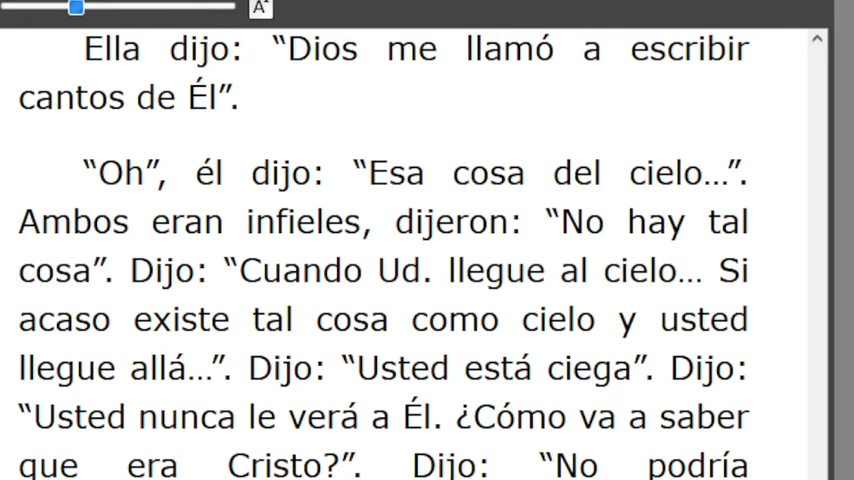 A
Ella dijo: “Dios me llamó a escribir
cantos de Él”.
“Oh”, él dijo: “Esa cosa del cielo…”.
Ambos eran infieles, dijeron: “No hay tal
cosa”. Dijo: “Cuando Ud. llegue al cielo… Si
acaso existe tal cosa como cielo y usted
llegue allá…”. Dijo: “Usted está ciega”. Dijo:
“Usted nunca le verá a Él. ¿Cómo va a saber
que era Cristo?”. Dijo: “No podría